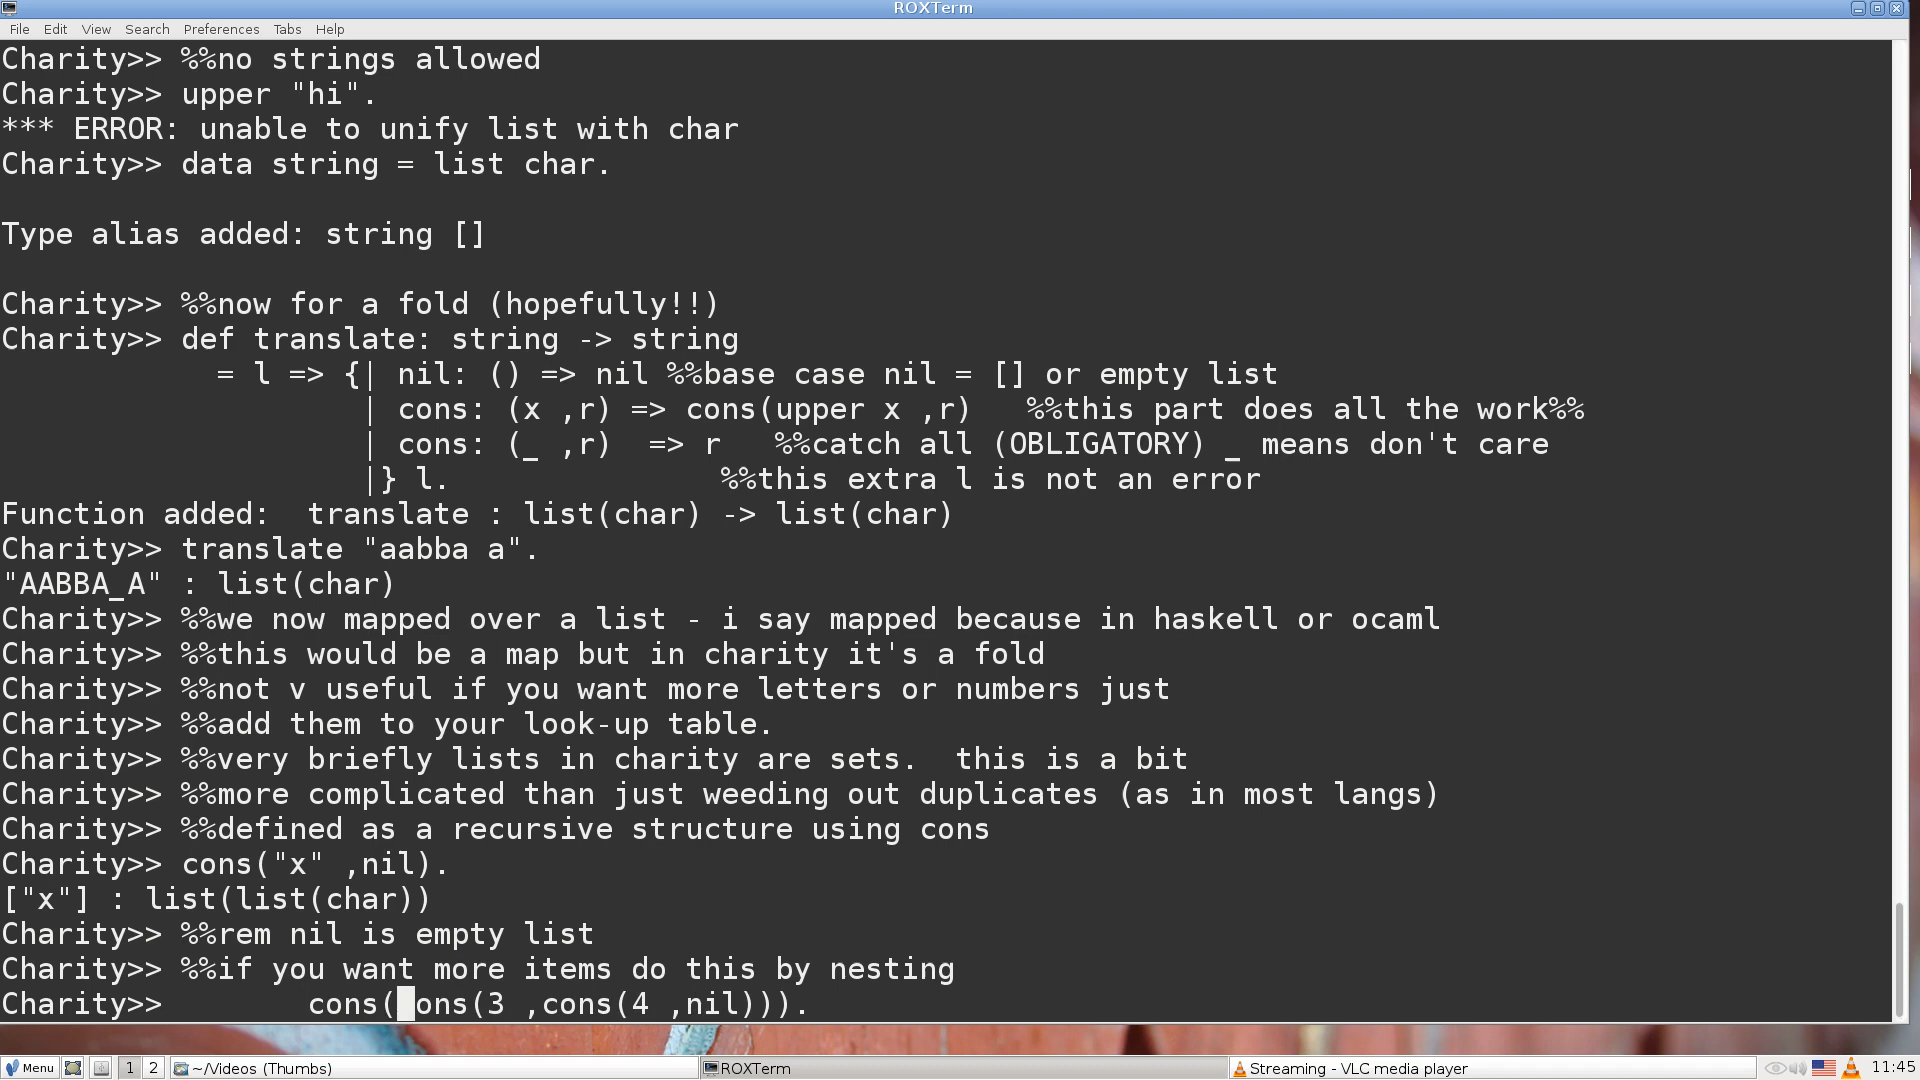 ROXTerm
File Edit View Search Preferences Tabs Help
Charity>> %%no strings allowed
Charity>> upper "hi".
*** ERROR: unable to unify list with char
Charity>> data string = list char.
Type alias added: string []
Charity>> %%now for a fold (hopefully!!)
Charity>> def translate: string -> string
= l => {| nil: () => nil %%base case nil = [] or empty list
| cons: (x ,r) => cons(upper x ,r) %%this part does all the work%%
| cons: (_ ,r) => r %%catch all (OBLIGATORY) _ means don't care
|} l. %%this extra l is not an error
Function added: translate : list(char) -> list(char)
Charity>> translate "aabba a".
"AABBA_A" : list(char)
Charity>> %%we now mapped over a list - i say mapped because in haskell or ocaml
Charity>> %%this would be a map but in charity it's a fold
Charity>> %%not v useful if you want more letters or numbers just
Charity>> %%add them to your look-up table.
Charity>> %%very briefly lists in charity are sets. this is a bit
Charity>> %%more complicated than just weeding out duplicates (as in most langs)
Charity>> %%defined as a recursive structure using cons
Charity>> cons("x" ,nil).
["x"] : list(list(char))
Charity>> %%rem nil is empty list
Charity>> %%if you want more items do this by nesting
Charity>> cons(ons(3 ,cons(4 ,nil))).
Menu 1 2 ~/Videos (Thumbs) ROXTerm Streaming - VLC media player 11:45